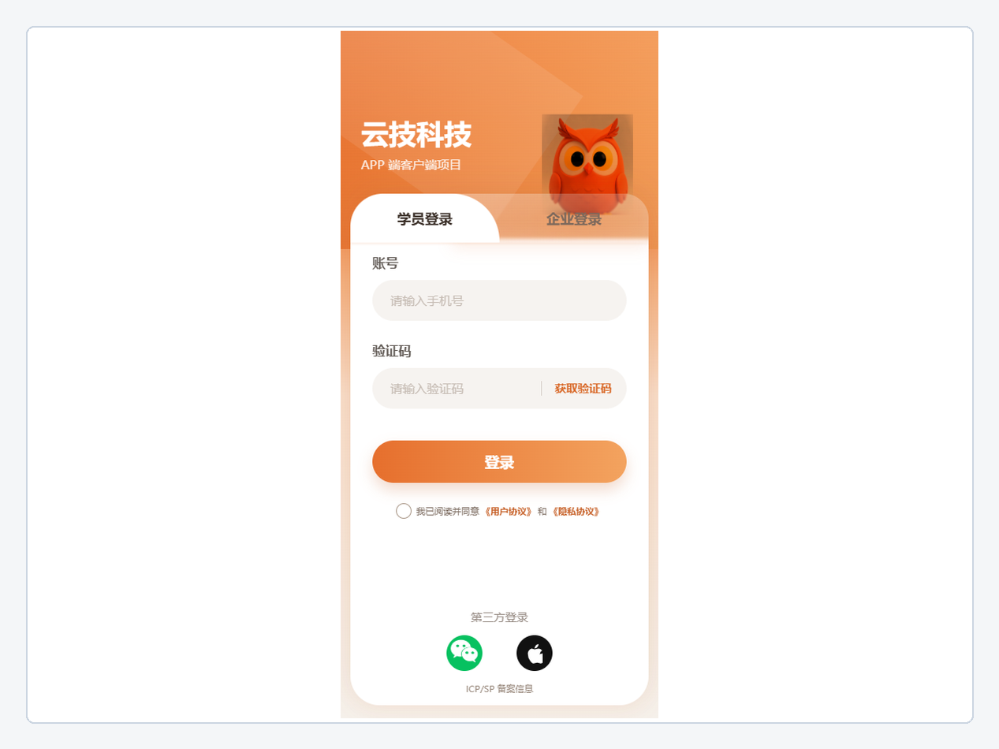 云技科技
APP 端客户端项目
学员登录
企业登录
账号
请输入手机号
验证码
请输入验证码
获取验证码
登录
我已阅读并同意《用户协议》和《隐私协议》
第三方登录
ICP/SP 备案信息